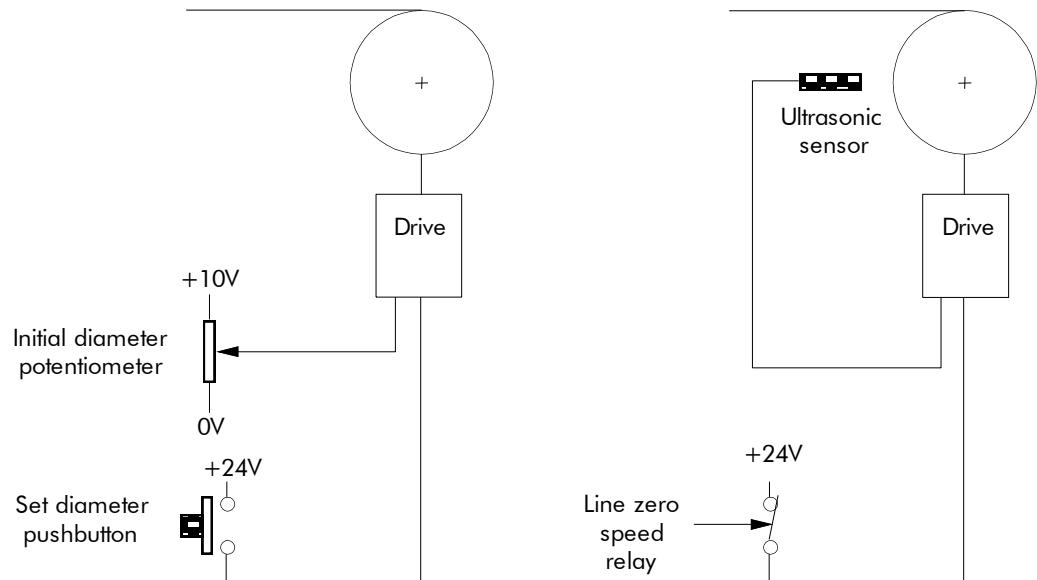 Drive
+10V
Initial diameter
potentiometer
0V
+24V
Set diameter
pushbutton
Ultrasonic
sensor
Drive
+24V
Line zero
speed
relay